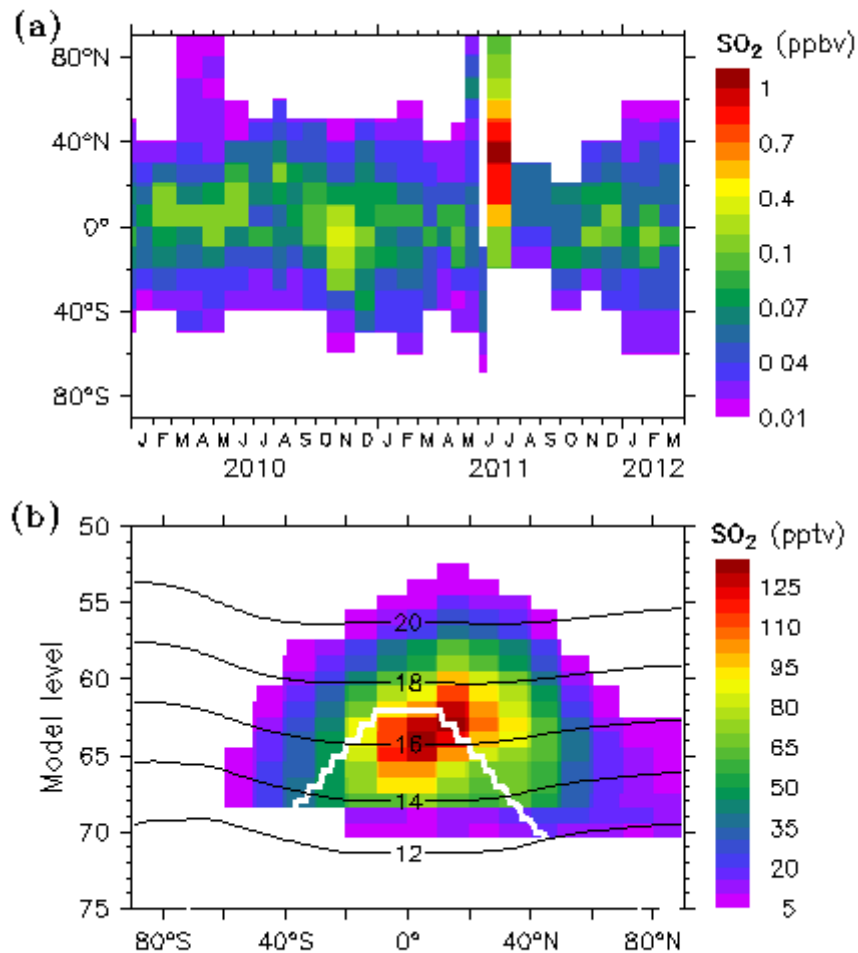 (a)
SO₂ (ppbv)
80°N
40°N
0°
40°S
80°S
1
0.7
0.4
0.1
0.07
0 04
0.01
J F M A M J J A S O N D J F M A M J J A S O N D J F M
2010 2011 2012
(b)
SO₂ (pptv)
Model level
50
55
60
65
70
75
20
18
16
14
12
125
110
95
80
65
50
35
20
5
80°S 40°S 0° 40°N 80°N